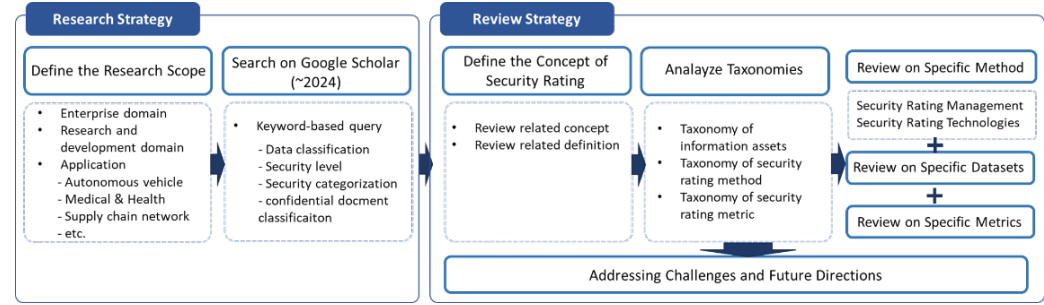 Research Strategy
Define the Research Scope
• Enterprise domain
• Research and
development domain
• Application
- Autonomous vehicle
- Medical & Health
- Supply chain network
- etc.
Search on Google Scholar
(~2024)
• Keyword-based query
- Data classification
- Security level
- Security categorization
- confidential docment
classificaiton
Review Strategy
Define the Concept of
Security Rating
• Review related concept
• Review related definition
Analayze Taxonomies
• Taxonomy of
information assets
• Taxonomy of security
rating method
• Taxonomy of security
rating metric
Review on Specific Method
Security Rating Management
Security Rating Technologies
+
Review on Specific Datasets
+
Review on Specific Metrics
Addressing Challenges and Future Directions